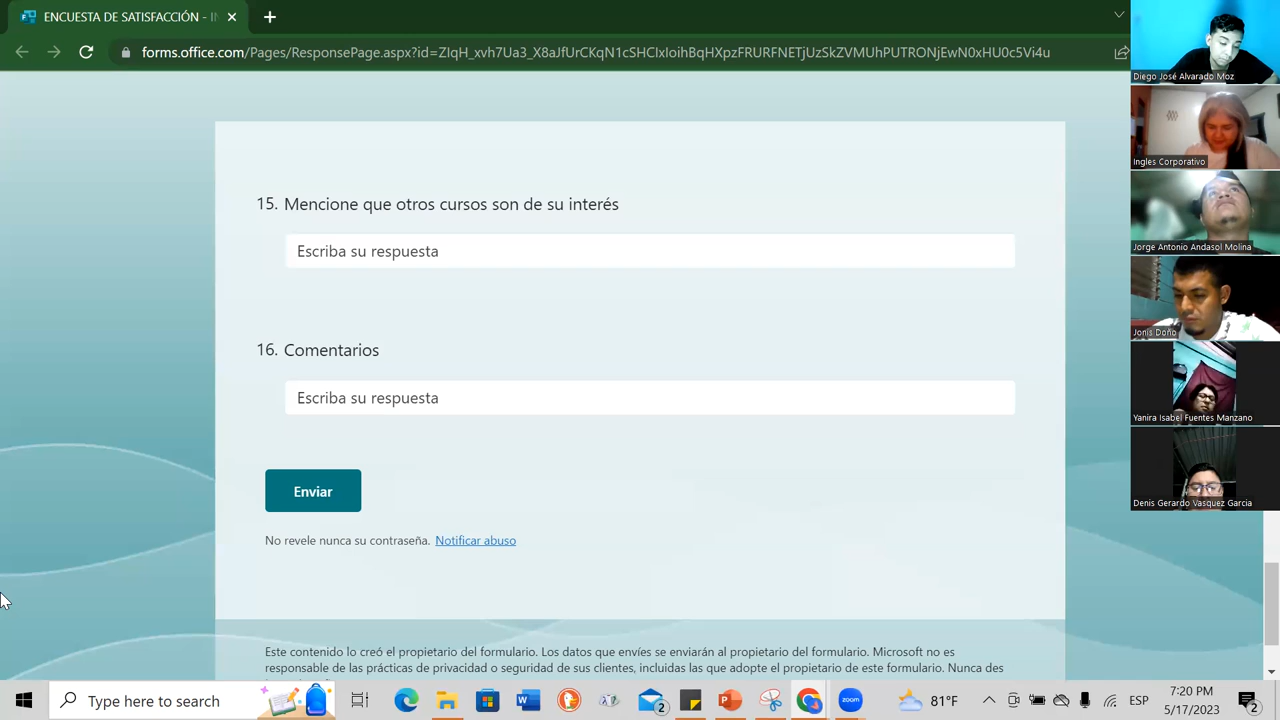 ENCUESTA DE SATISFACCIÓN - IN
forms.office.com/Pages/ResponsePage.aspx?id=
15. Mencione que otros cursos son de su interés
Escriba su respuesta
16. Comentarios
Escriba su respuesta
Enviar
No revele nunca su contraseña. Notificar abuso
Este contenido lo creó el propietario del formulario. Los datos que envíes se enviarán al propietario del formulario. Microsoft no es
responsable de las prácticas de privacidad o seguridad de sus clientes, incluidas las que adopte el propietario de este formulario. Nunca des
Diego José Alvarado Moz
Ingles Corporativo
Jorge Antonio Andasol Molina
Jonis Doño
Yanira Isabel Fuentes Manzano
Denis Gerardo Vasquez Garcia
Type here to search
2
zoom
81°F
ESP
7:20 PM
5/17/2023
2